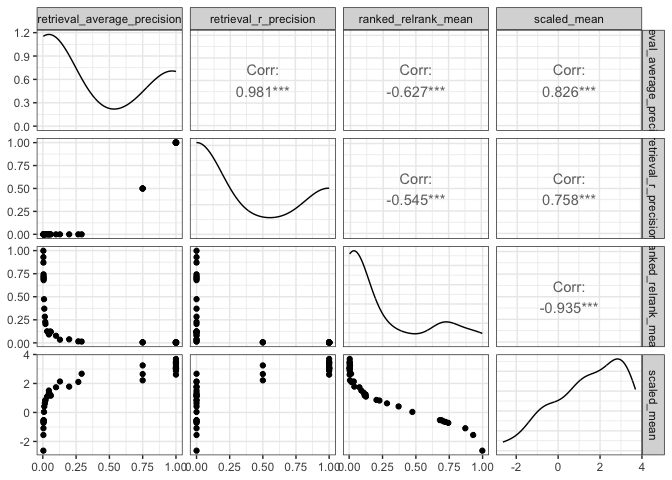 retrieval_average_precision retrieval_r_precision ranked_relrank_mean scaled_mean
1.2
0.9
0.6
0.3
0.0
Corr:
0.981***
Corr:
-0.627***
Corr:
0.826***
eval_average_preci
1.00
0.75
0.50
0.25
0.00
Corr:
-0.545***
Corr:
0.758***
retrieval_r_precision
1.00
0.75
0.50
0.25
0.00
Corr:
-0.935***
anked_relrank_mea
4
2
0
-2
scaled_mean
0.00 0.25 0.50 0.75 1.00 0.00 0.25 0.50 0.75 1.00 0.00 0.25 0.50 0.75 1.00 -2 0 2 4